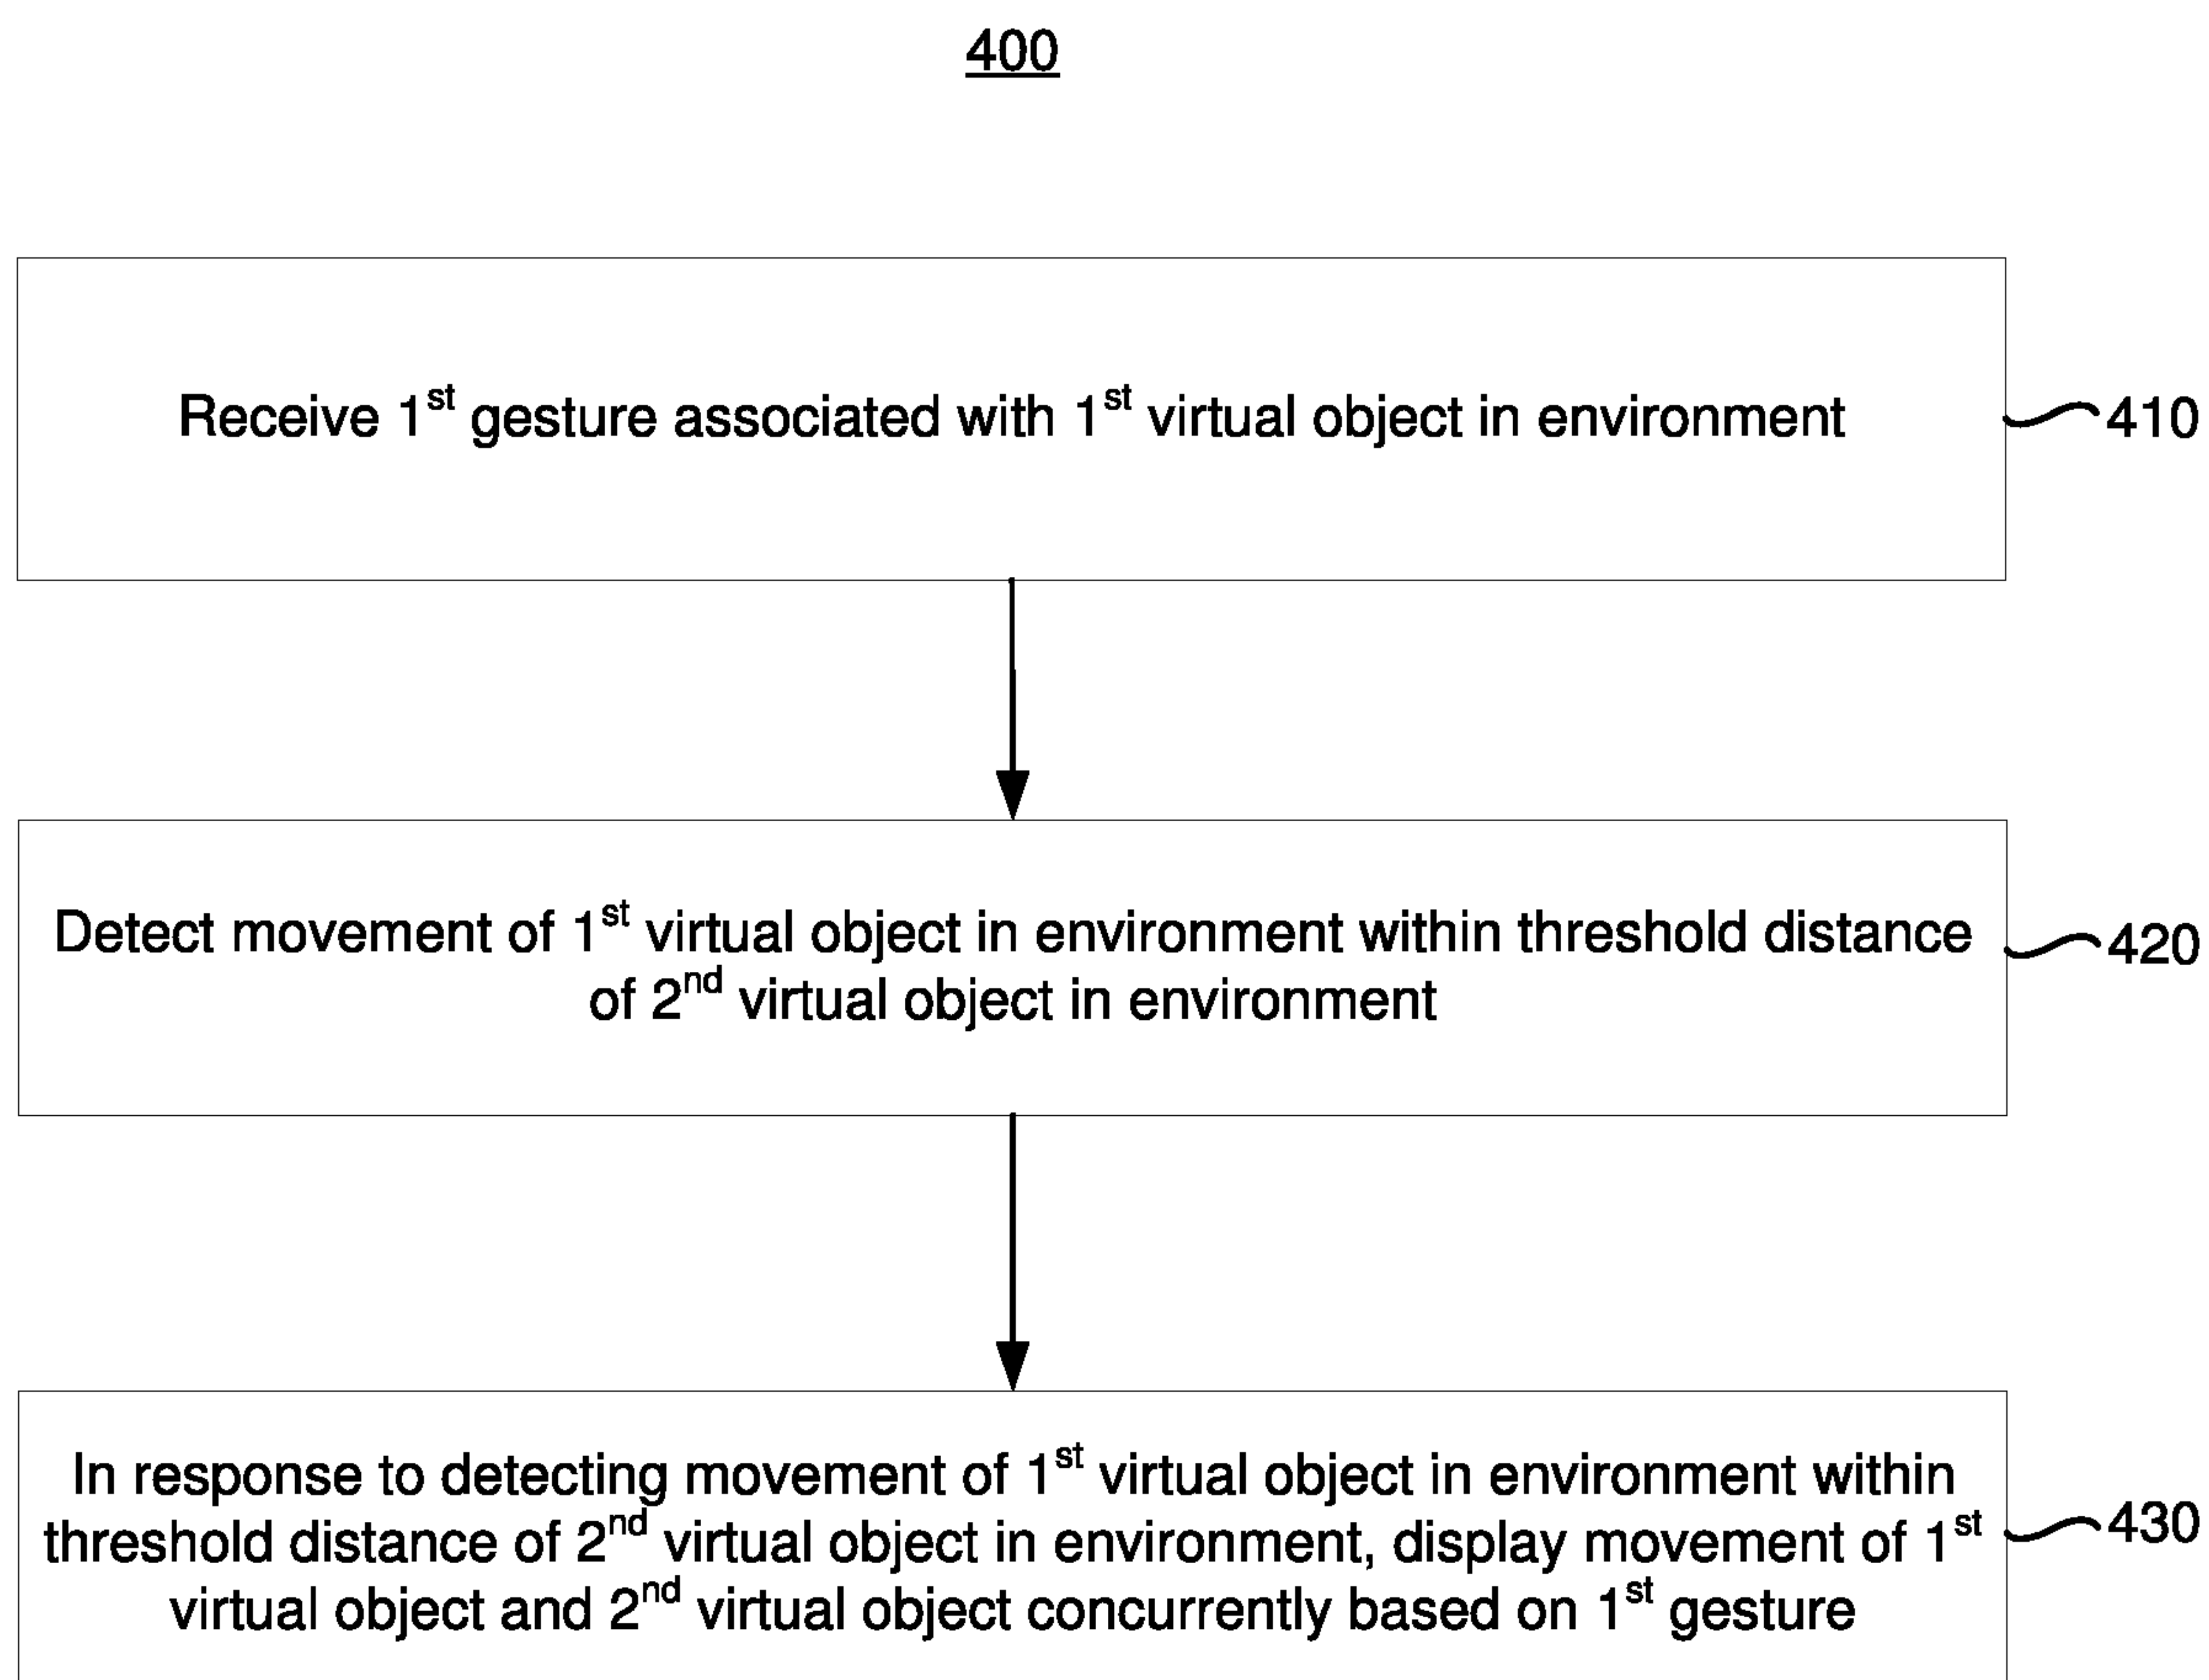 400
Receive 1st gesture associated with 1st virtual object in environment
410
Detect movement of 1st virtual object in environment within threshold distance
of 2nd virtual object in environment
420
In response to detecting movement of 1st virtual object in environment within
threshold distance of 2nd virtual object in environment, display movement of 1st
virtual object and 2nd virtual object concurrently based on 1st gesture
430